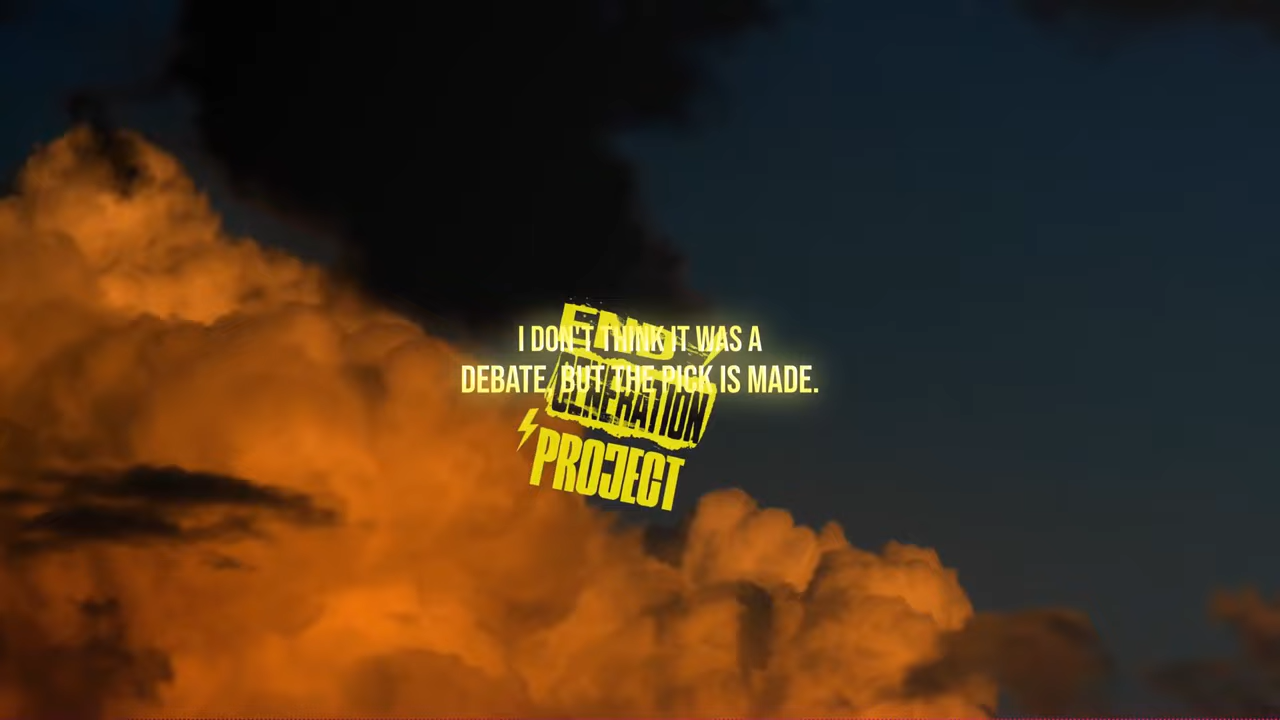 I DON'T THINK IT WAS A
DEBATE, BUT THE PICK IS MADE.
END
GENERATION
PROJECT